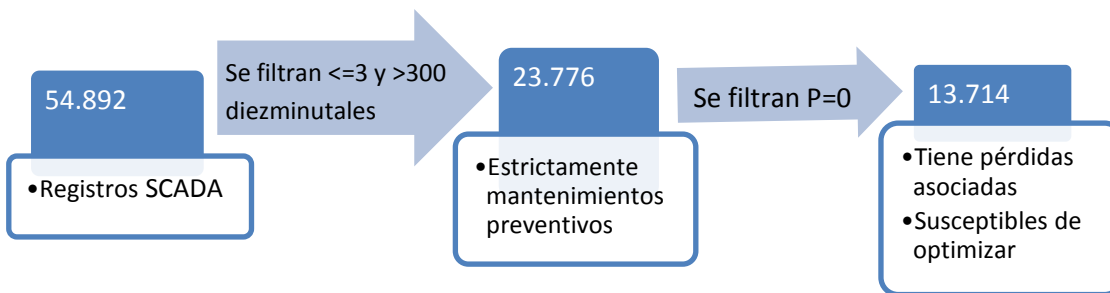 54.892
•Registros SCADA
Se filtran <=3 y >300
diezminutales
23.776
•Estrictamente
mantenimientos
preventivos
Se filtran P=0
13.714
•Tiene pérdidas
asociadas
•Susceptibles de
optimizar